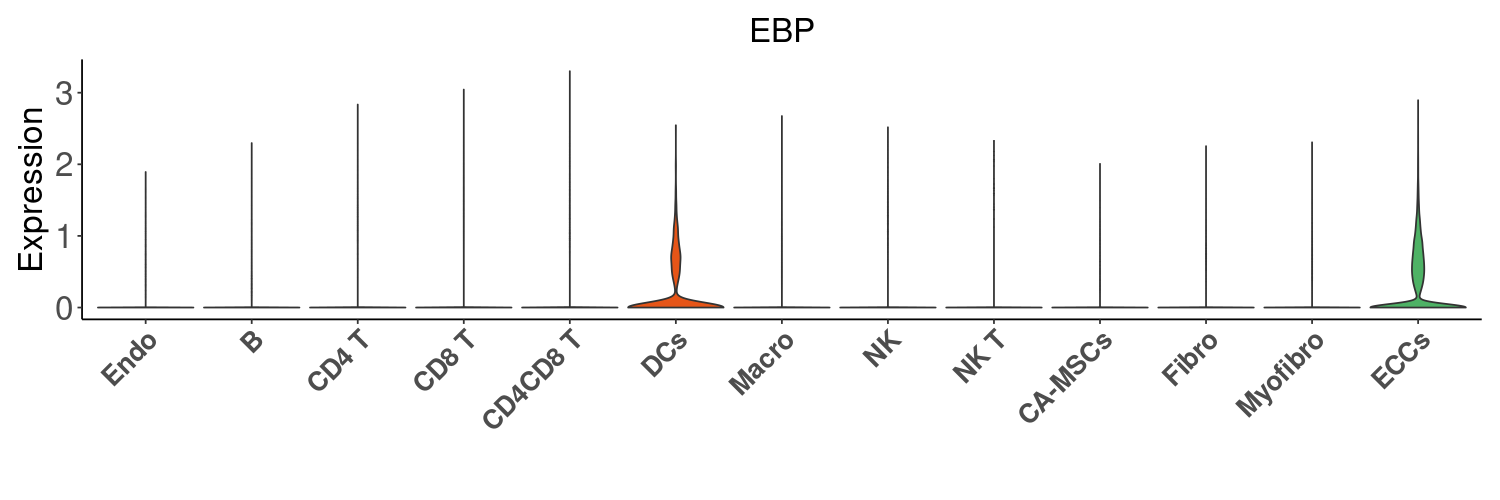 EBP
Expression
3
2
1
0
Endo
B
CD4 T
CD8 T
CD4CD8 T
DCs
Macro
NK
NK T
CA-MSCs
Fibro
Myofibro
ECCs